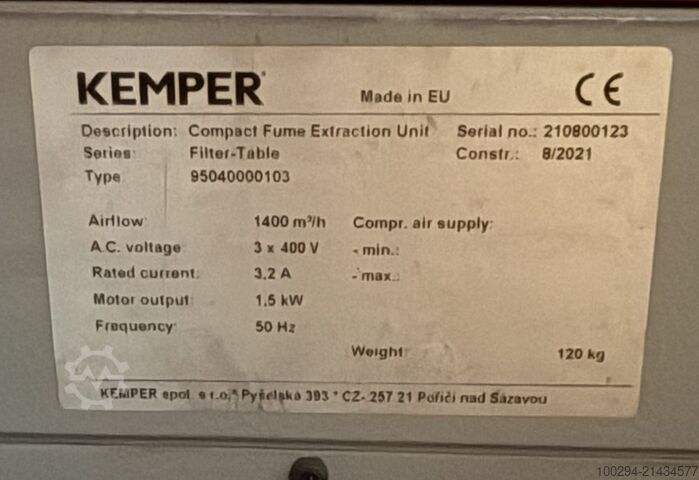 KEMPER® Made in EU CE
Description: Compact Fume Extraction Unit Serial no.: 210800123
Series: Filter-Table Constr.: 8/2021
Type 95040000103
Airflow: 1400 m³/h Compr. air supply:
A.C. voltage 3 x 400 V - min.:
Rated current: 3,2 A - max.:
Motor output: 1,5 kW
Frequency: 50 Hz
Weight: 120 kg
KEMPER spol. s r.o. * Pyšelská 393 * CZ- 257 21 Poříčí nad Sázavou
100294-21434577